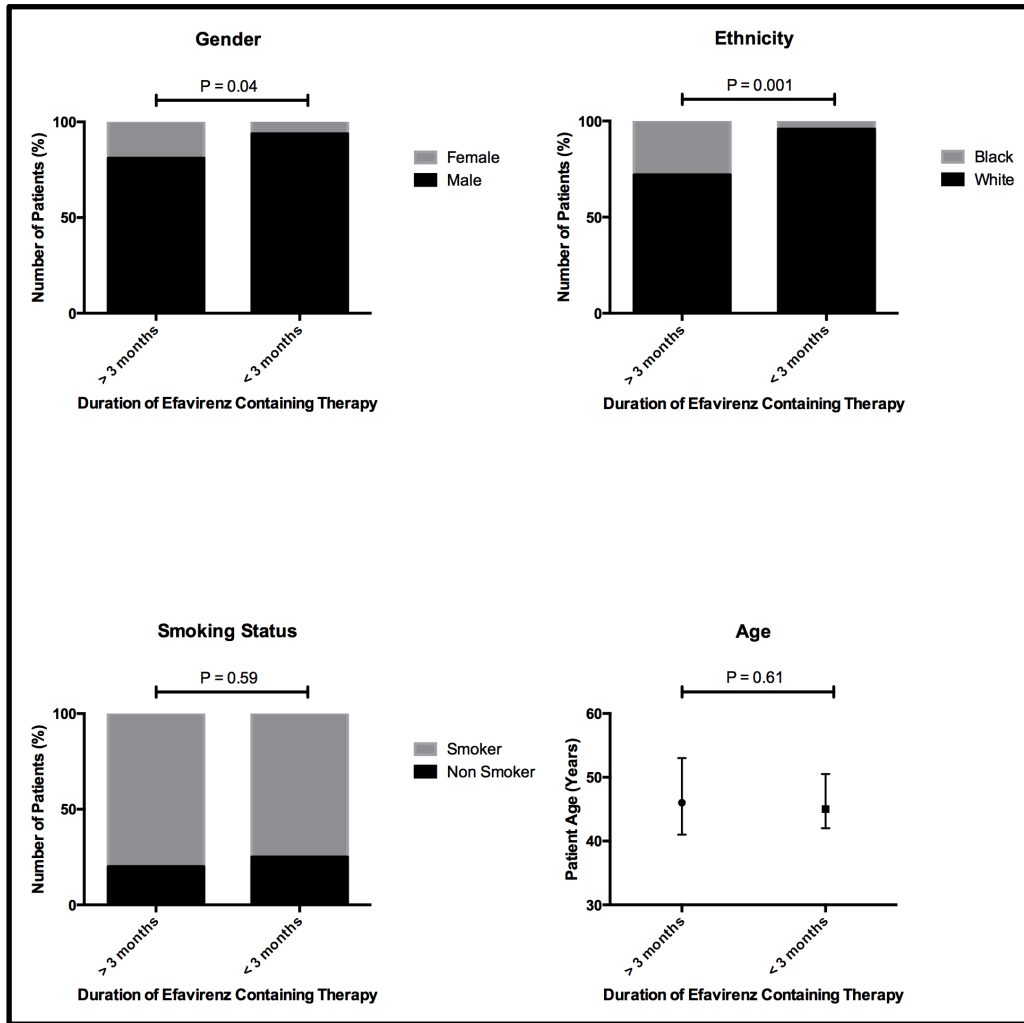 Gender
P = 0.04
100
50
0
Number of Patients (%)
> 3 months
< 3 months
Duration of Efavirenz Containing Therapy
Female
Male
Ethnicity
P = 0.001
100
50
0
Number of Patients (%)
> 3 months
< 3 months
Duration of Efavirenz Containing Therapy
Black
White
Smoking Status
P = 0.59
100
50
0
Number of Patients (%)
> 3 months
< 3 months
Duration of Efavirenz Containing Therapy
Smoker
Non Smoker
Age
P = 0.61
60
50
40
30
Patient Age (Years)
> 3 months
< 3 months
Duration of Efavirenz Containing Therapy